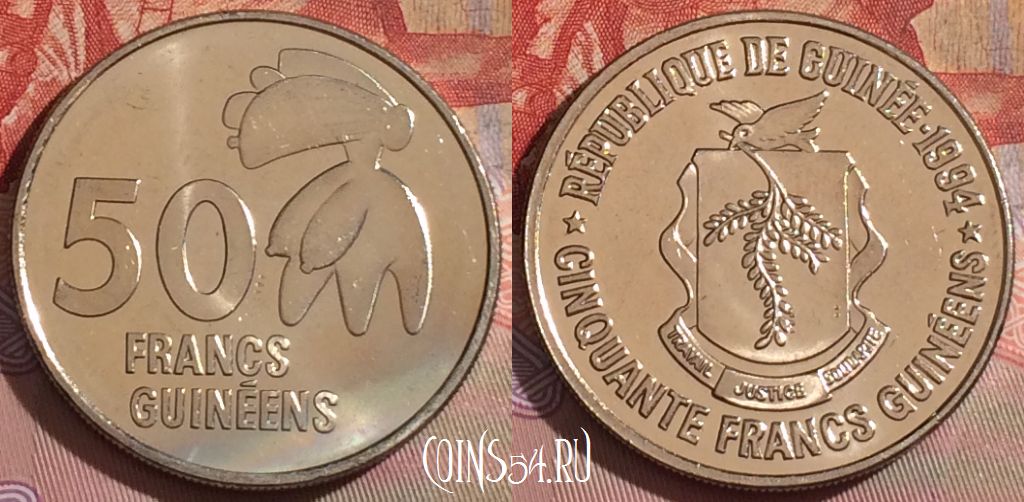 50
FRANCS
GUINÉENS
RÉPUBLIQUE DE GUINÉE · 1994
TRAVAIL JUSTICE SOLIDARITÉ
★ CINQUANTE FRANCS GUINÉENS ★
COINS54.RU